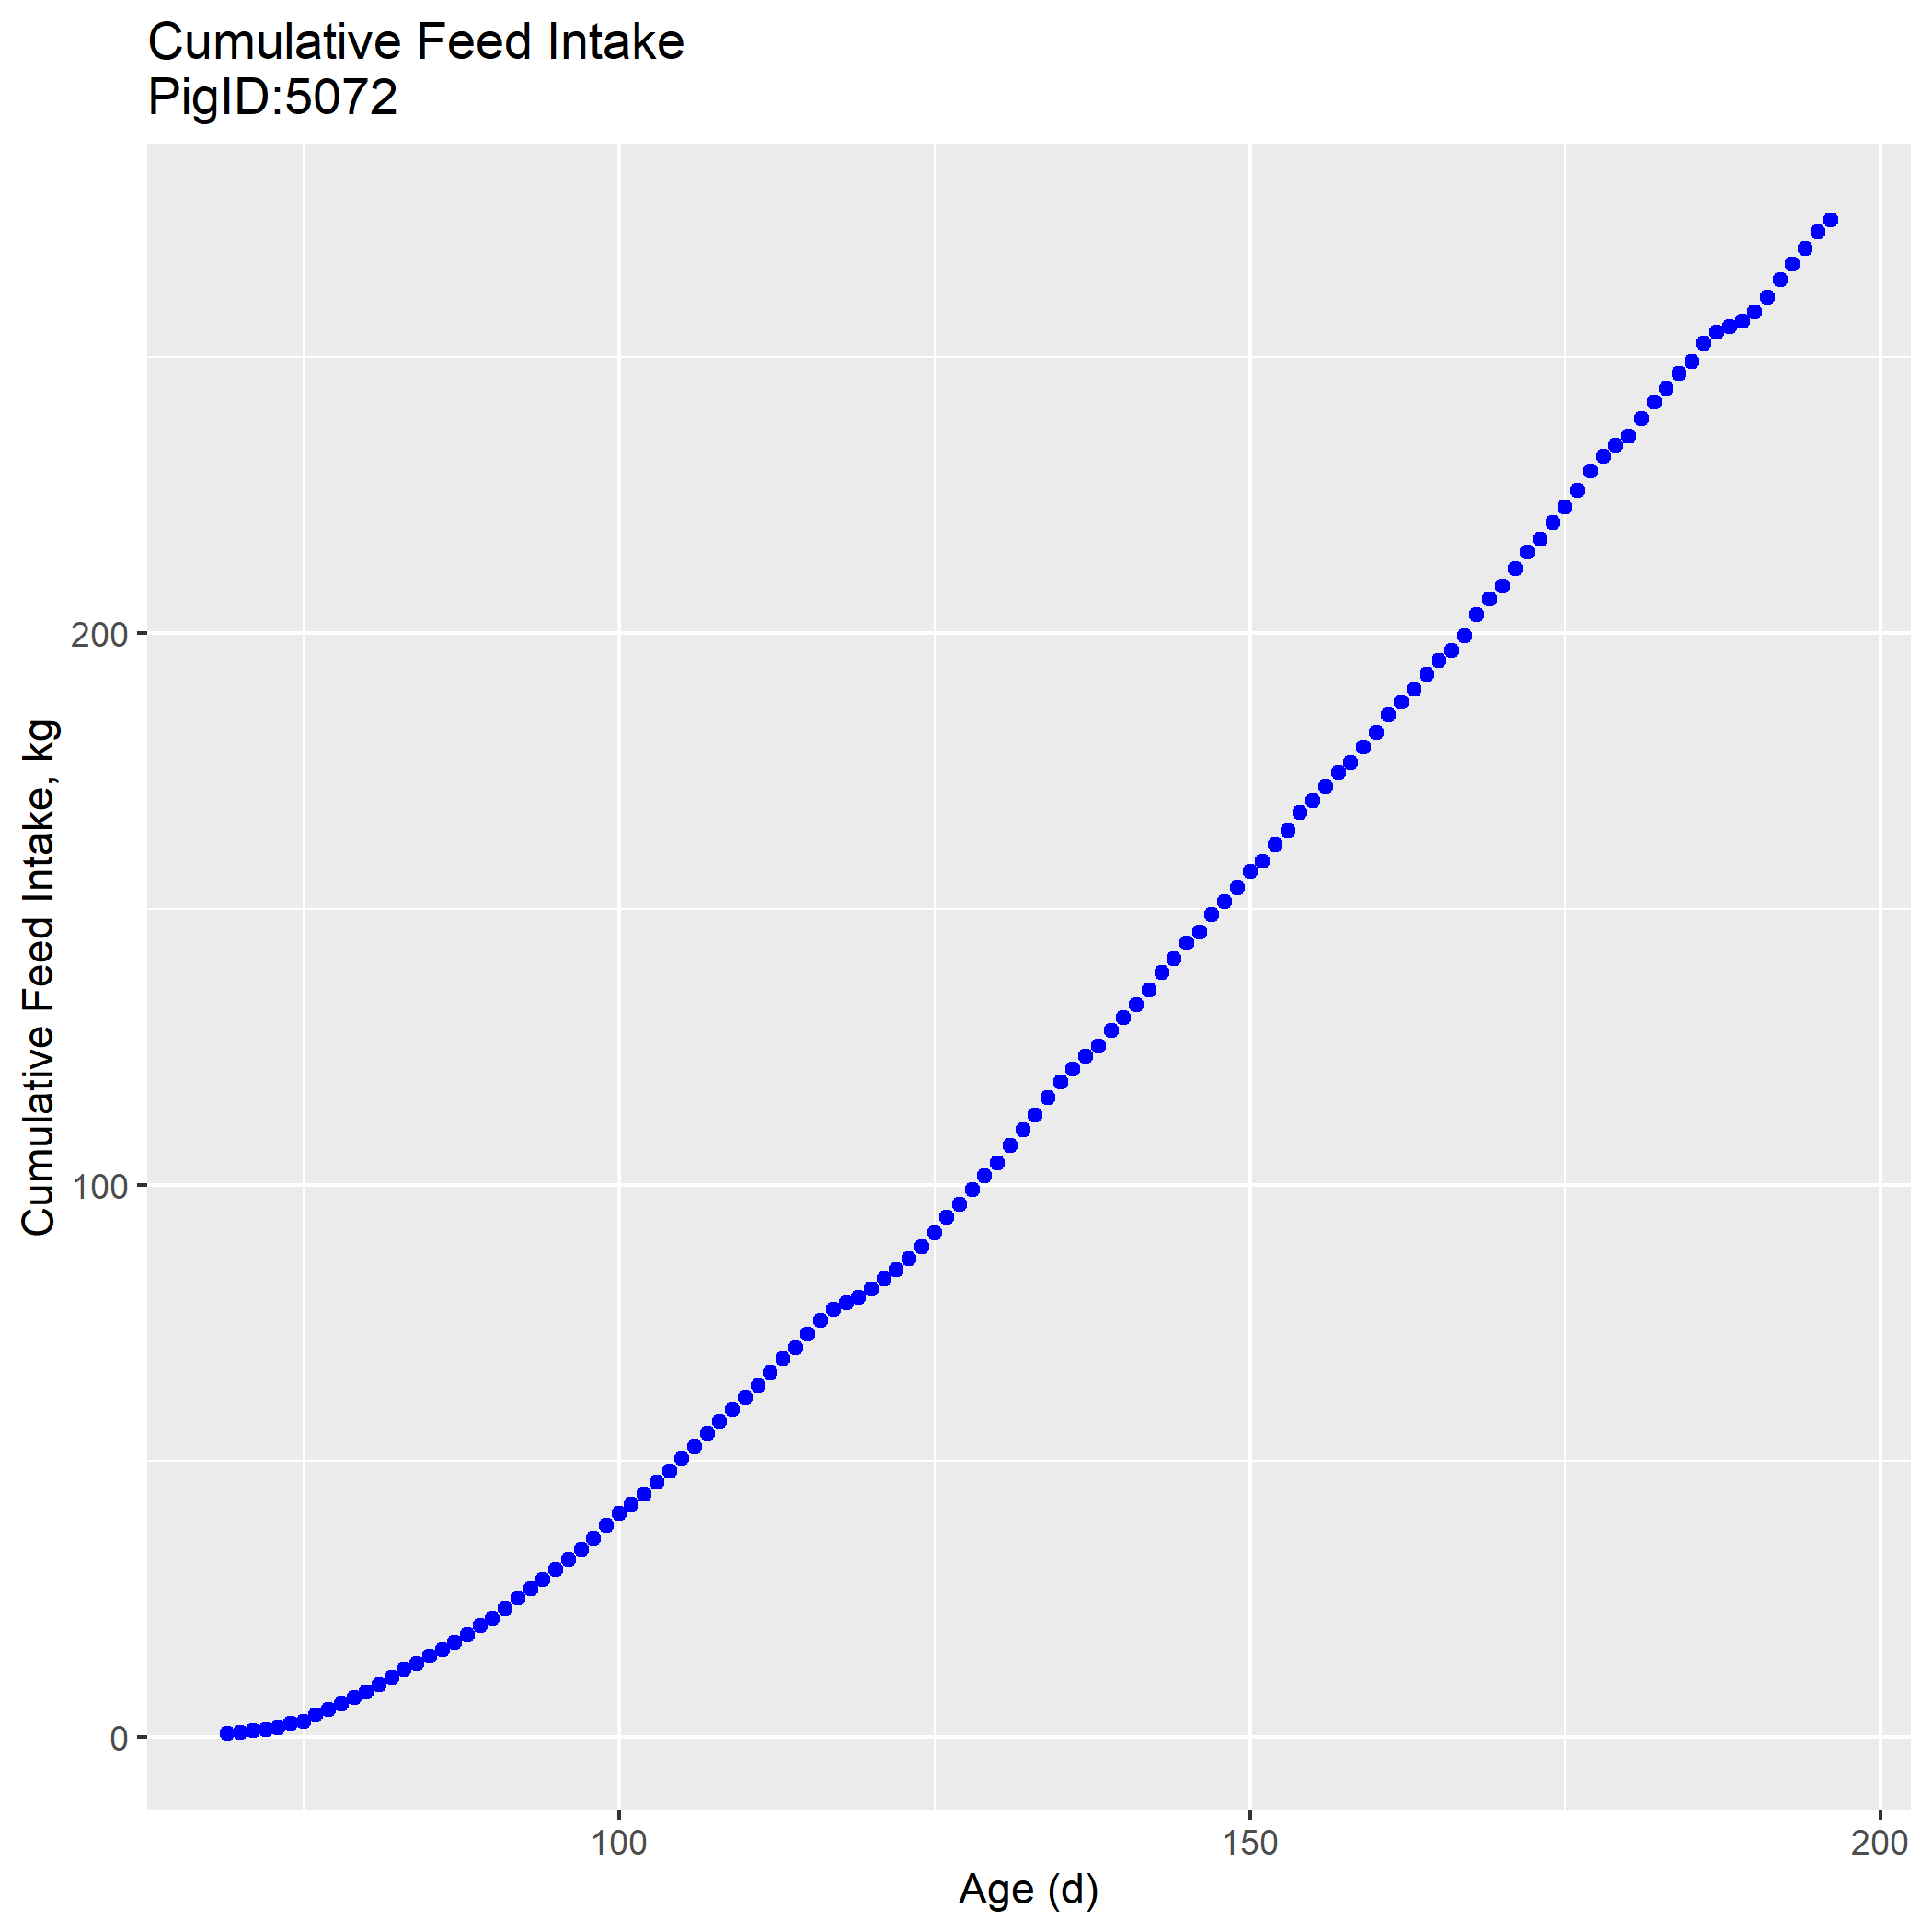 Cumulative Feed Intake
PigID:5072
Cumulative Feed Intake, kg
200
100
0
100
150
200
Age (d)